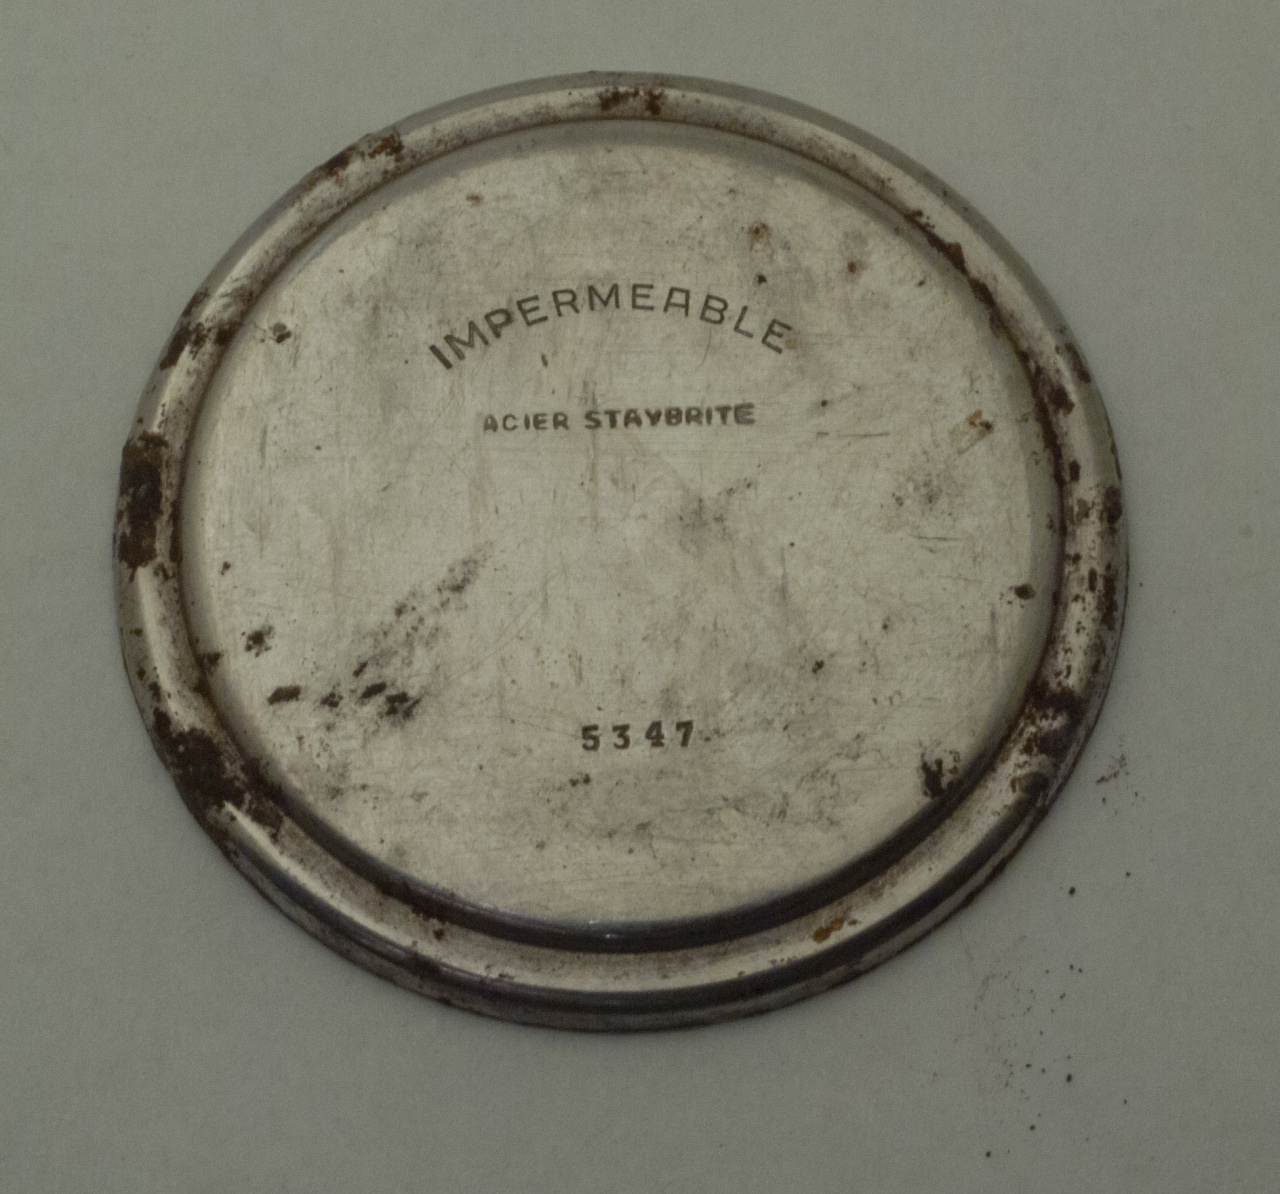 IMPERMEABLE
ACIER STAYBRITE
5347